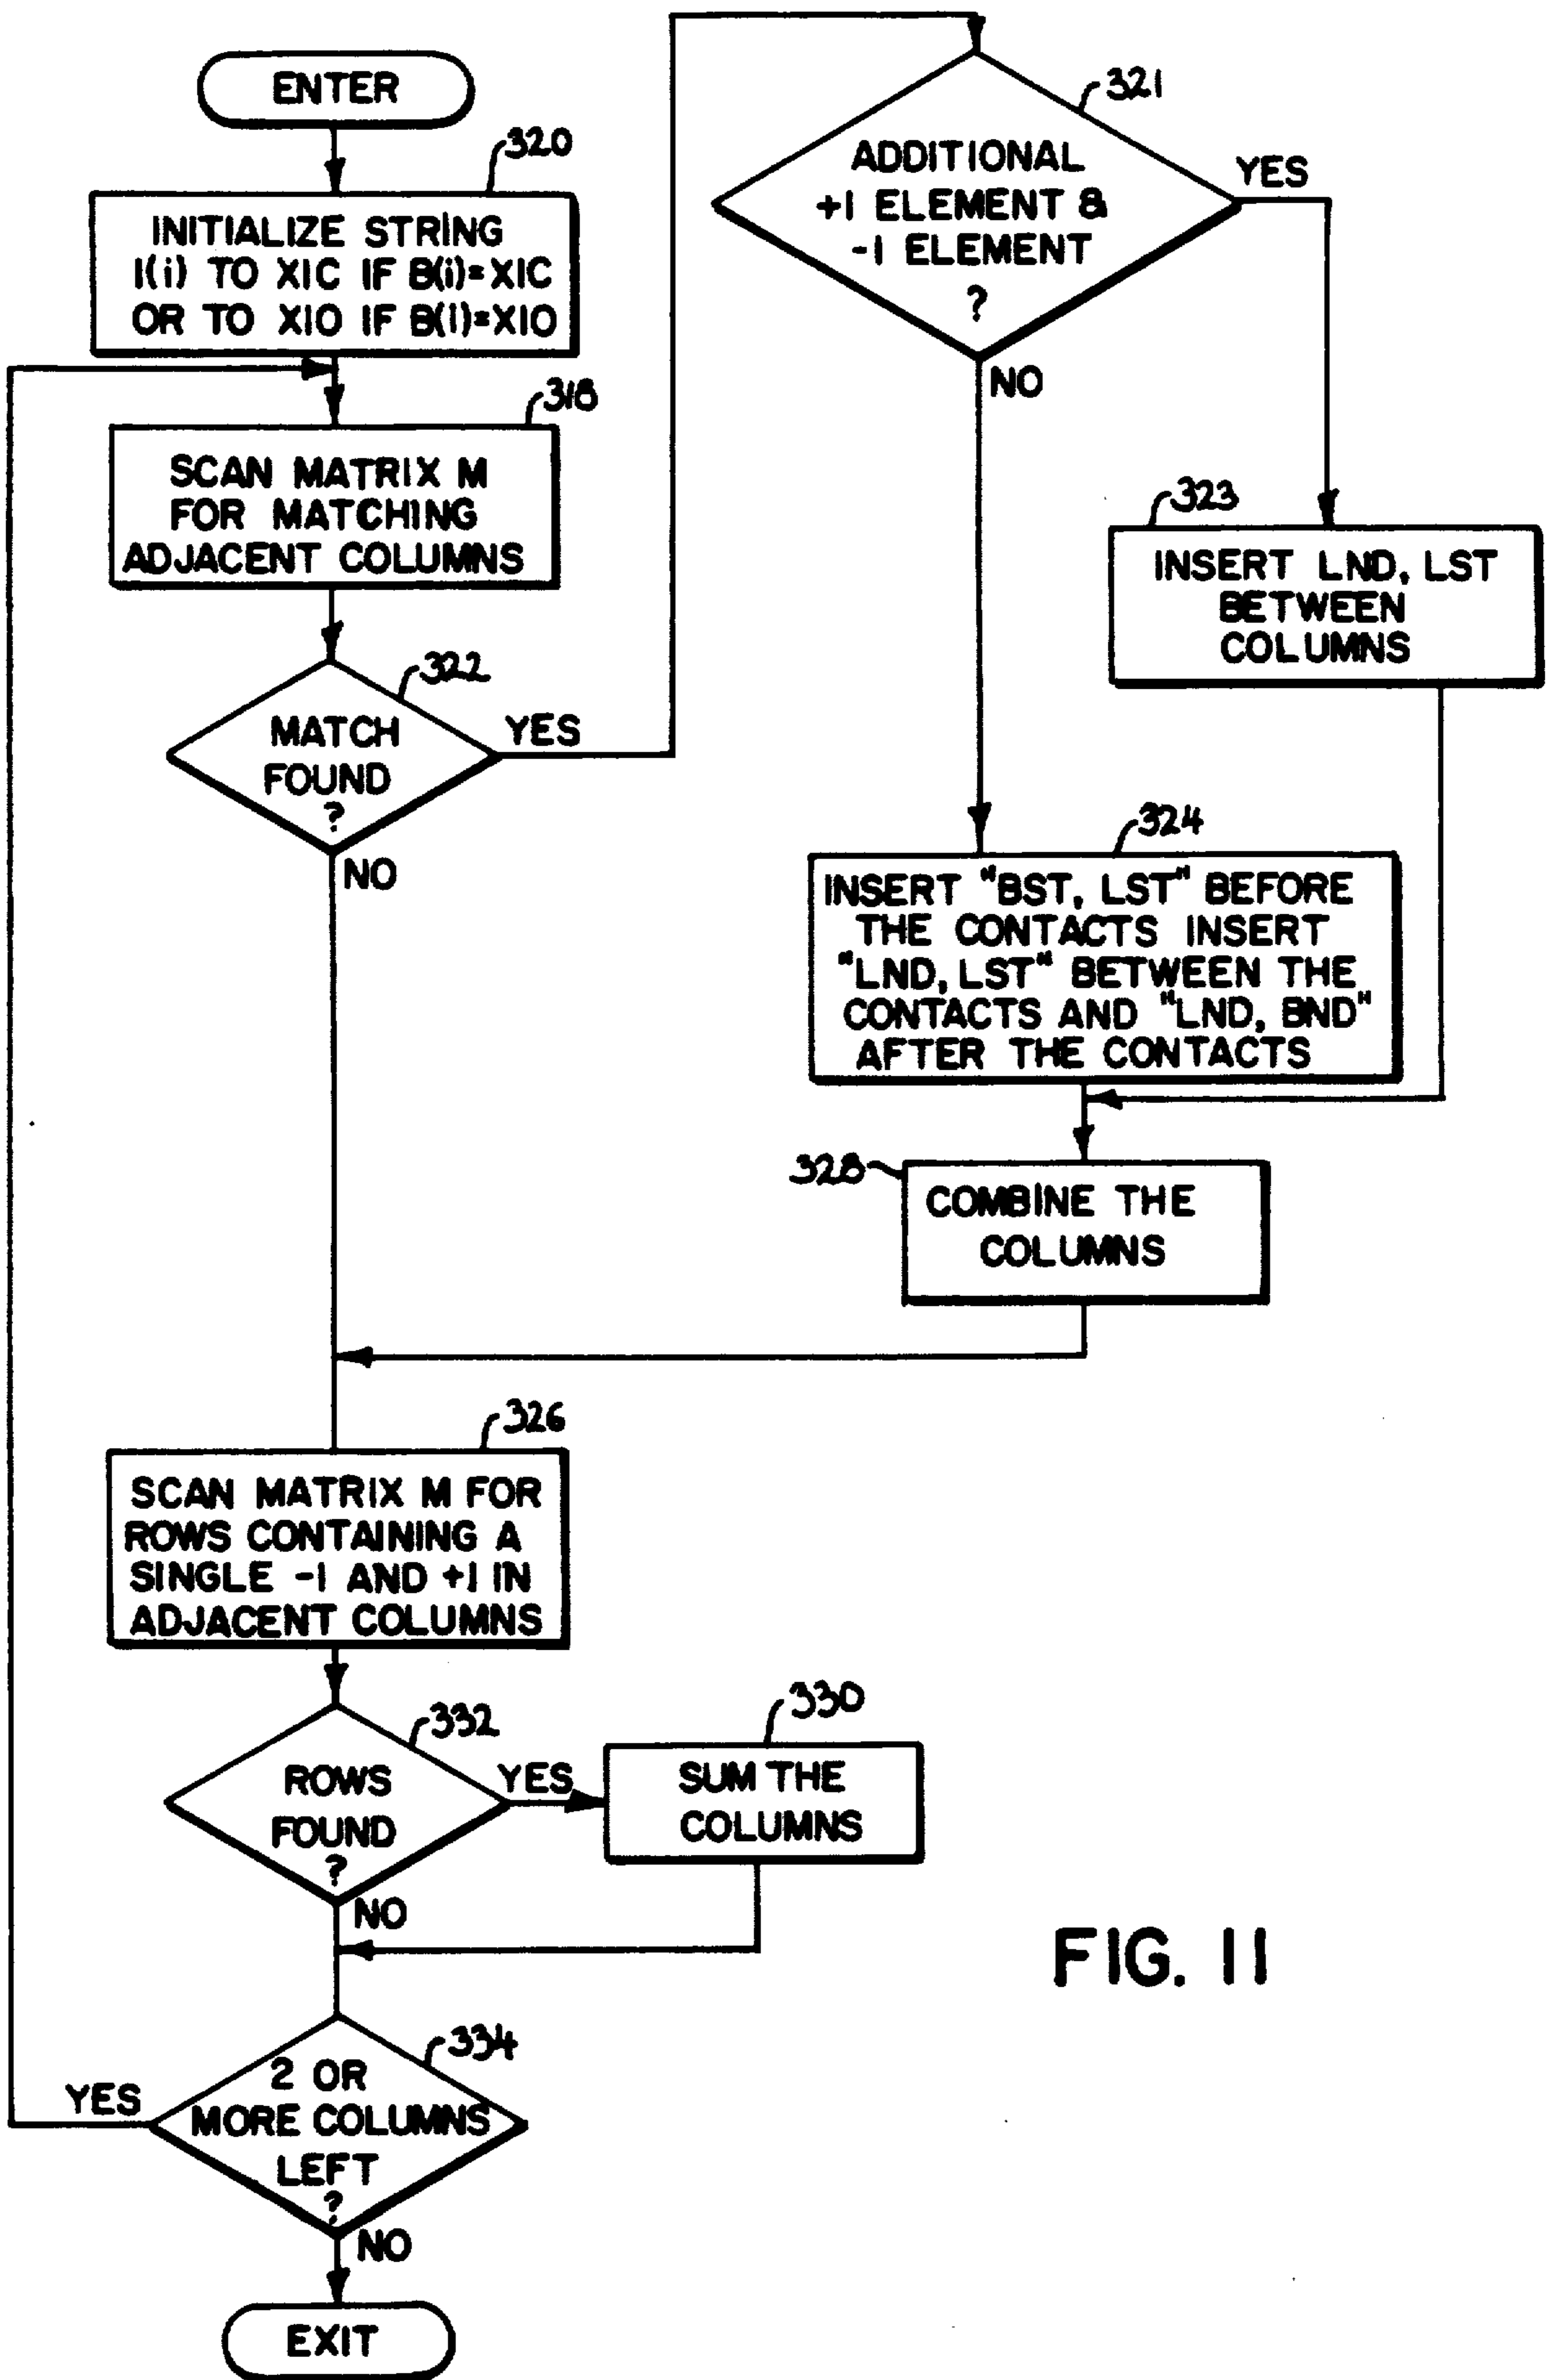 ENTER
320
INITIALIZE STRING
I(i) TO XIC IF B(i)=XIC
OR TO XIO IF B(i)=XIO
318
SCAN MATRIX M
FOR MATCHING
ADJACENT COLUMNS
322
MATCH
FOUND
?
YES
NO
321
ADDITIONAL
+1 ELEMENT &
-1 ELEMENT
?
YES
NO
323
INSERT LND, LST
BETWEEN
COLUMNS
324
INSERT "BST, LST" BEFORE
THE CONTACTS INSERT
"LND, LST" BETWEEN THE
CONTACTS AND "LND, BND"
AFTER THE CONTACTS
328
COMBINE THE
COLUMNS
326
SCAN MATRIX M FOR
ROWS CONTAINING A
SINGLE -1 AND +1 IN
ADJACENT COLUMNS
332
ROWS
FOUND
?
YES
NO
330
SUM THE
COLUMNS
334
2 OR
MORE COLUMNS
LEFT
?
YES
NO
EXIT
FIG. 11